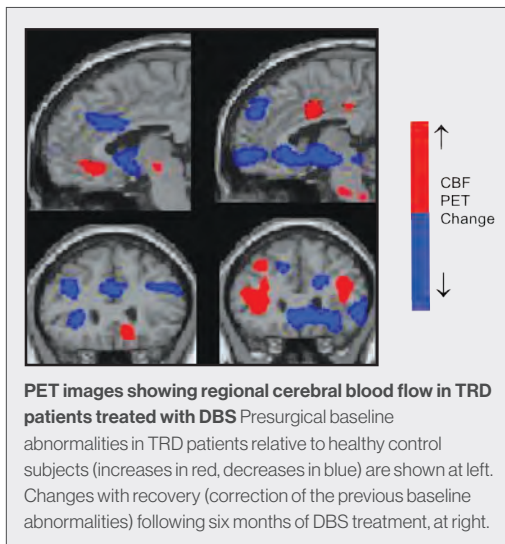 CBF
PET
Change
PET images showing regional cerebral blood flow in TRD
patients treated with DBS Presurgical baseline
abnormalities in TRD patients relative to healthy control
subjects (increases in red, decreases in blue) are shown at left.
Changes with recovery (correction of the previous baseline
abnormalities) following six months of DBS treatment, at right.